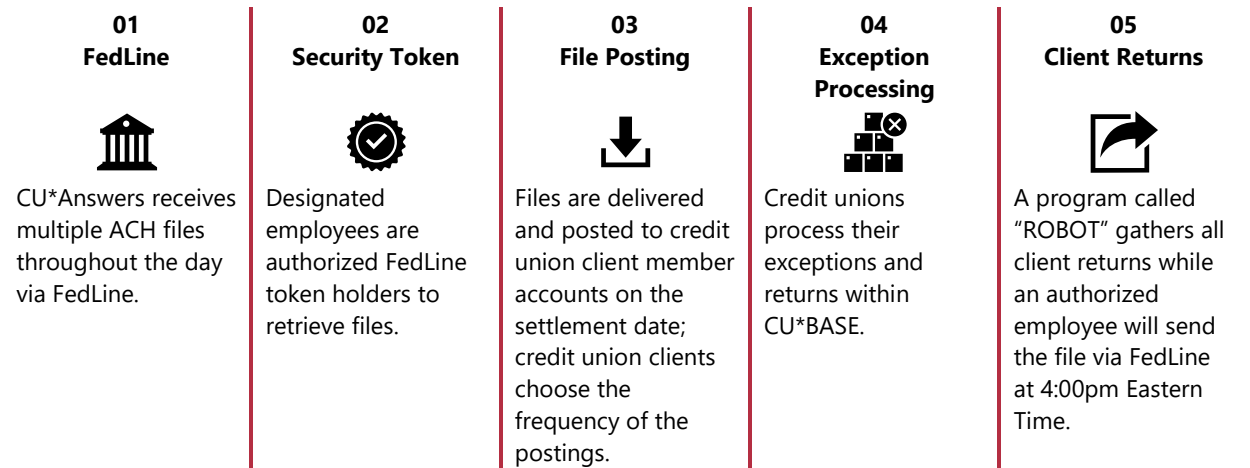 01
FedLine
CU*Answers receives
multiple ACH files
throughout the day
via FedLine.
02
Security Token
Designated
employees are
authorized FedLine
token holders to
retrieve files.
03
File Posting
Files are delivered
and posted to credit
union client member
accounts on the
settlement date;
credit union clients
choose the
frequency of the
postings.
04
Exception
Processing
Credit unions
process their
exceptions and
returns within
CU*BASE.
05
Client Returns
A program called
“ROBOT” gathers all
client returns while
an authorized
employee will send
the file via FedLine
at 4:00pm Eastern
Time.